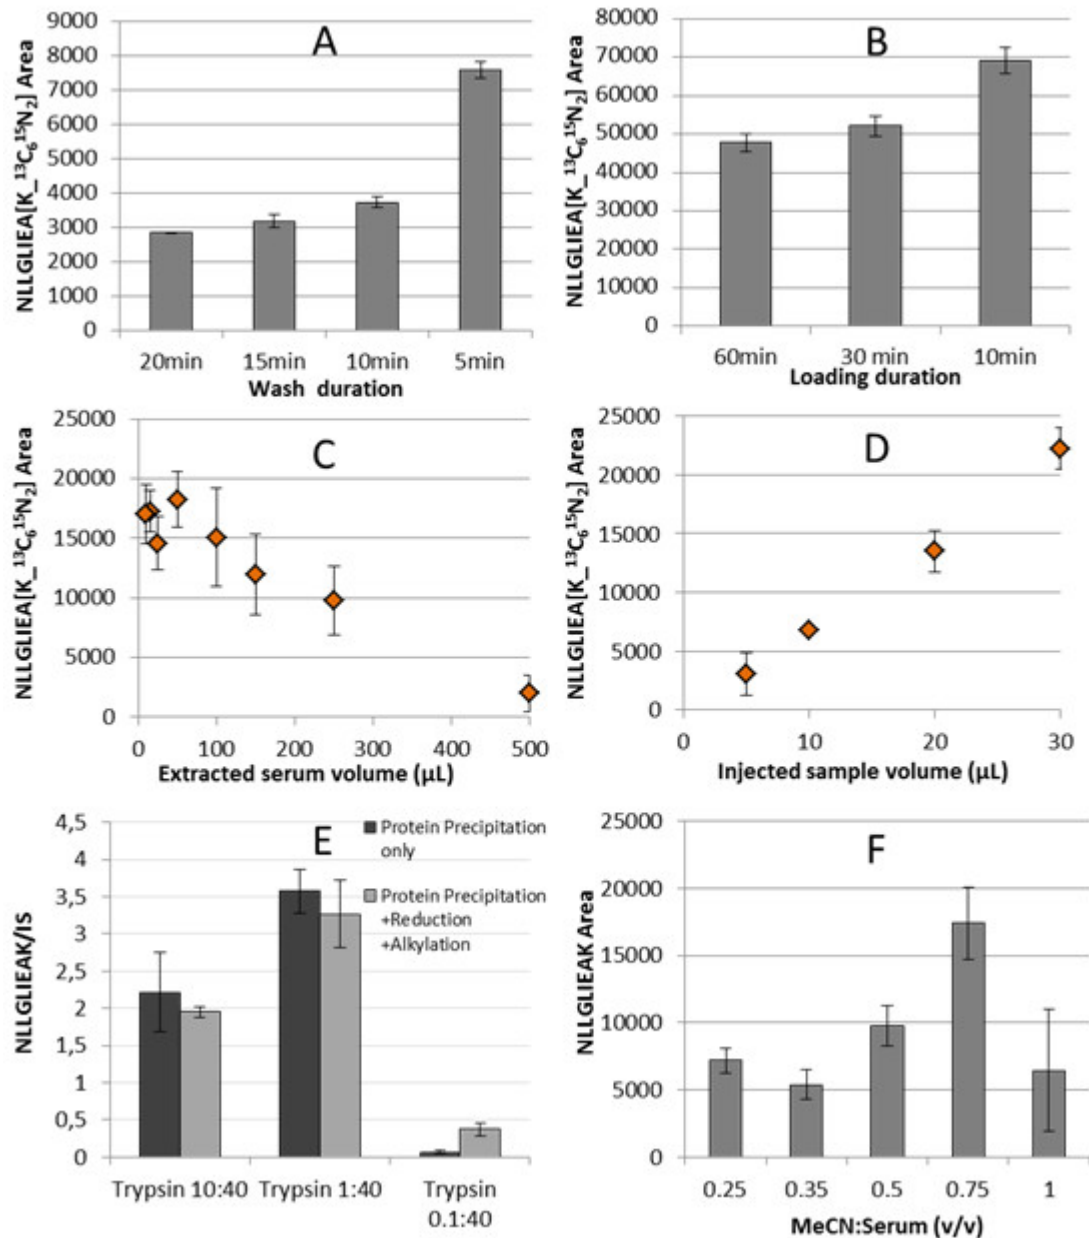 A
NLLGLIEA[K_¹³C₆¹⁵N₂] Area
9000
8000
7000
6000
5000
4000
3000
2000
1000
0
20min 15min 10min 5min
Wash duration
B
NLLGLIEA[K_¹³C₆¹⁵N₂] Area
80000
70000
60000
50000
40000
30000
20000
10000
0
60min 30 min 10min
Loading duration
C
NLLGLIEA[K_¹³C₆¹⁵N₂] Area
25000
20000
15000
10000
5000
0
0 100 200 300 400 500
Extracted serum volume (µL)
D
NLLGLIEA[K_¹³C₆¹⁵N₂] Area
25000
20000
15000
10000
5000
0
0 10 20 30
Injected sample volume (µL)
E
NLLGLIEAK/IS
4,5
4
3,5
3
2,5
2
1,5
1
0,5
0
Protein Precipitation
only
Protein Precipitation
+Reduction
+Alkylation
Trypsin 10:40 Trypsin 1:40 Trypsin
0.1:40
F
NLLGLIEAK Area
25000
20000
15000
10000
5000
0
0.25 0.35 0.5 0.75 1
MeCN:Serum (v/v)